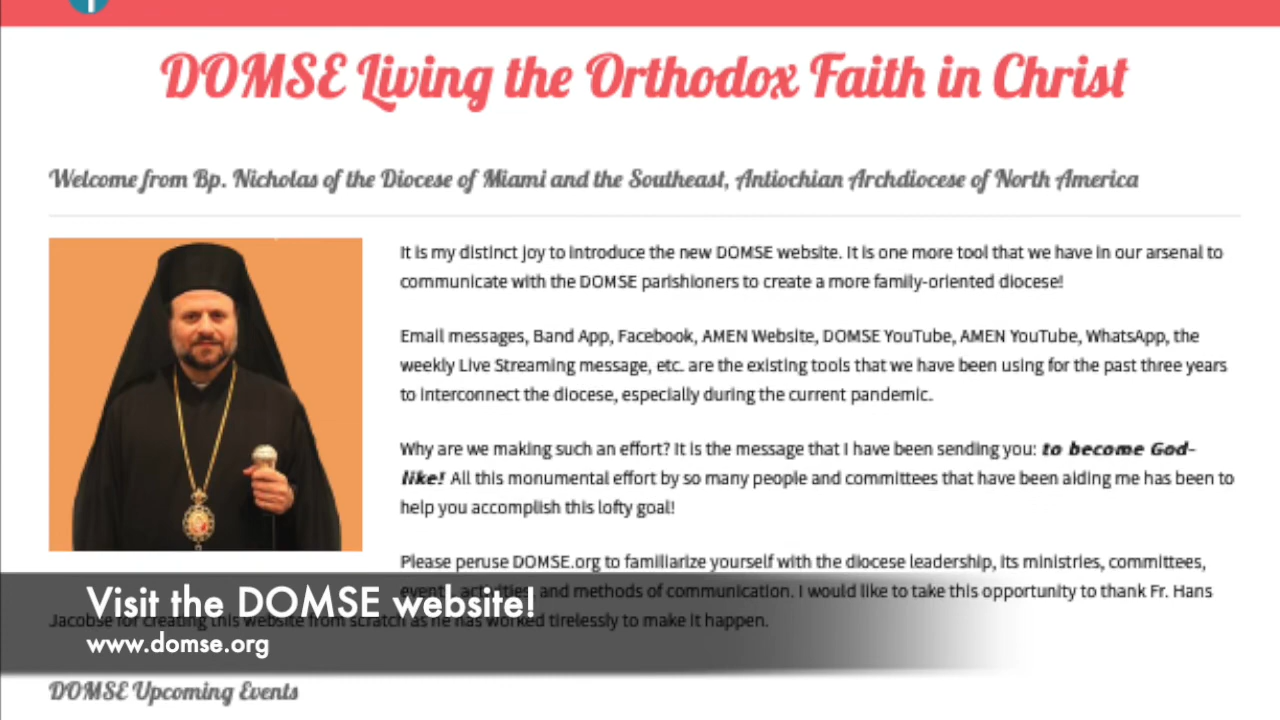 DOMSE Living the Orthodox Faith in Christ
Welcome from Bp. Nicholas of the Diocese of Miami and the Southeast, Antiochian Archdiocese of North America
It is my distinct joy to introduce the new DOMSE website. It is one more tool that we have in our arsenal to
communicate with the DOMSE parishioners to create a more family-oriented diocese!
Email messages, Band App, Facebook, AMEN Website, DOMSE YouTube, AMEN YouTube, WhatsApp, the
weekly Live Streaming message, etc. are the existing tools that we have been using for the past three years
to interconnect the diocese, especially during the current pandemic.
Why are we making such an effort? It is the message that I have been sending you: to become God-
like! All this monumental effort by so many people and committees that have been aiding me has been to
help you accomplish this lofty goal!
Please peruse DOMSE.org to familiarize yourself with the diocese leadership, its ministries, committees,
events, activities, and methods of communication. I would like to take this opportunity to thank Fr. Hans
Jacobse for creating this website from scratch as he has worked tirelessly to make it happen.
Visit the DOMSE website!
www.domse.org
DOMSE Upcoming Events